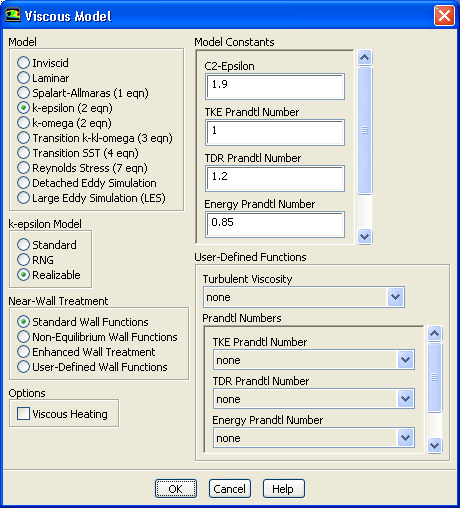 Viscous Model
Model
Inviscid
Laminar
Spalart-Allmaras (1 eqn)
k-epsilon (2 eqn)
k-omega (2 eqn)
Transition k-kl-omega (3 eqn)
Transition SST (4 eqn)
Reynolds Stress (7 eqn)
Detached Eddy Simulation
Large Eddy Simulation (LES)
k-epsilon Model
Standard
RNG
Realizable
Near-Wall Treatment
Standard Wall Functions
Non-Equilibrium Wall Functions
Enhanced Wall Treatment
User-Defined Wall Functions
Options
Viscous Heating
Model Constants
C2-Epsilon
1.9
TKE Prandtl Number
1
TDR Prandtl Number
1.2
Energy Prandtl Number
0.85
User-Defined Functions
Turbulent Viscosity
none
Prandtl Numbers
TKE Prandtl Number
none
TDR Prandtl Number
none
Energy Prandtl Number
none
OK
Cancel
Help